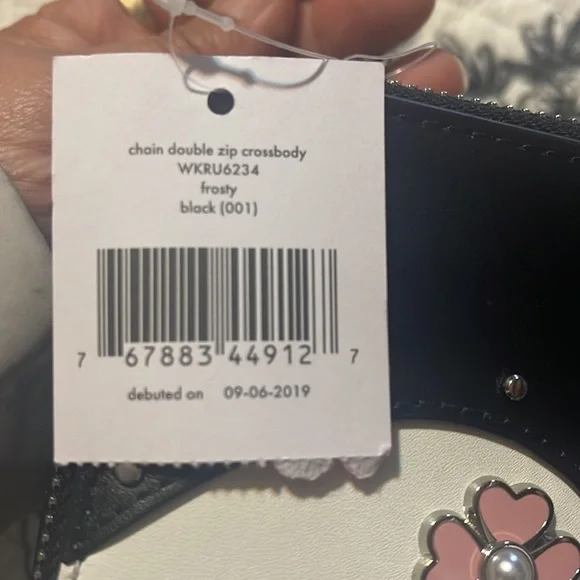 chain double zip crossbody
WKRU6234
frosty
black (001)
7 67883 44912 7
debuted on 09-06-2019